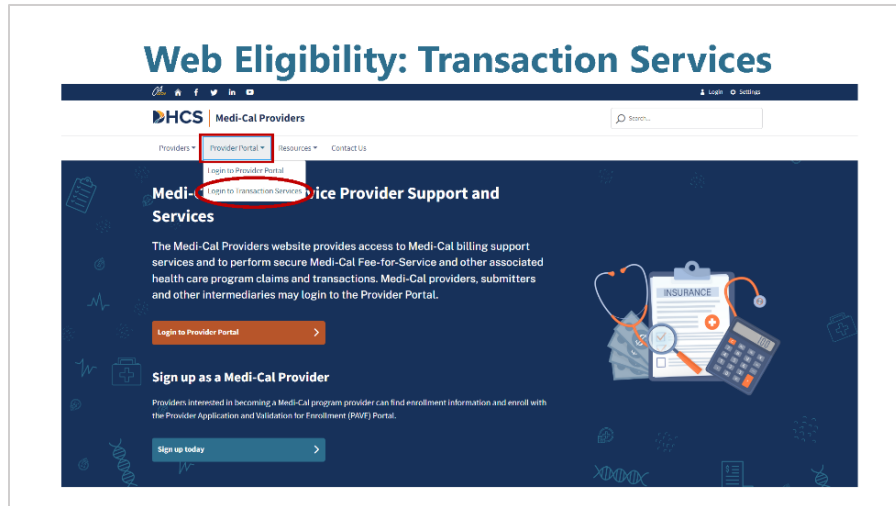 Web Eligibility: Transaction Services
Login Settings
DHCS Medi-Cal Providers
Search...
Providers Provider Portal Resources Contact Us
Login to Provider Portal
Login to Transaction Services
Medi- vice Provider Support and
Services
The Medi-Cal Providers website provides access to Medi-Cal billing support
services and to perform secure Medi-Cal Fee-for-Service and other associated
health care program claims and transactions. Medi-Cal providers, submitters
and other intermediaries may login to the Provider Portal.
INSURANCE
Login to Provider Portal
Sign up as a Medi-Cal Provider
Providers interested in becoming a Medi-Cal program provider can find enrollment information and enroll with
the Provider Application and Validation for Enrollment (PAVE) Portal.
Sign up today